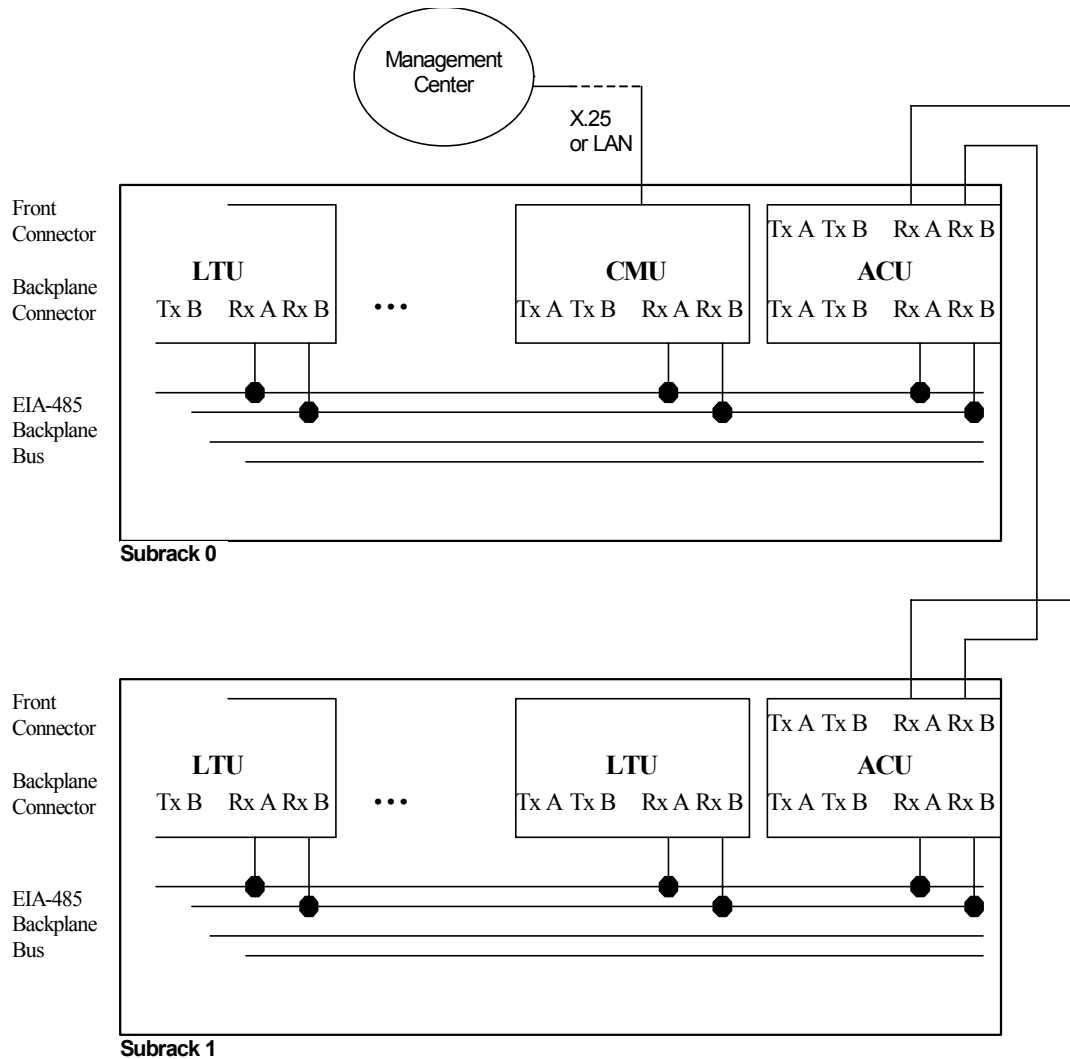 Management
Center
X.25
or LAN
Front
Connector
Tx A Tx B Rx A Rx B
LTU
CMU
ACU
Backplane
Connector
Tx B Rx A Rx B
...
Tx A Tx B Rx A Rx B
Tx A Tx B Rx A Rx B
EIA-485
Backplane
Bus
Subrack 0
Front
Connector
Tx A Tx B Rx A Rx B
LTU
LTU
ACU
Backplane
Connector
Tx B Rx A Rx B
...
Tx A Tx B Rx A Rx B
Tx A Tx B Rx A Rx B
EIA-485
Backplane
Bus
Subrack 1